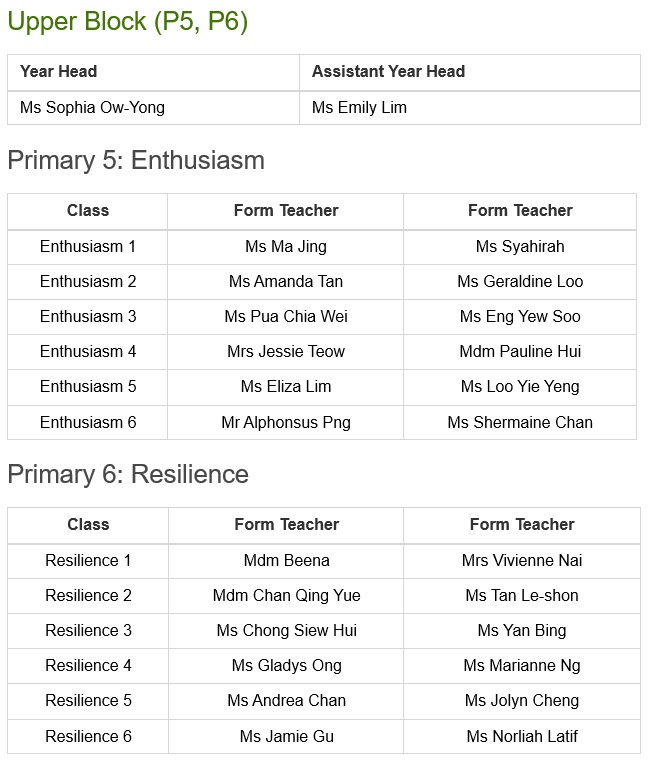 Upper Block (P5, P6)
Year Head Assistant Year Head
Ms Sophia Ow-Yong Ms Emily Lim
Primary 5: Enthusiasm
Class Form Teacher Form Teacher
Enthusiasm 1 Ms Ma Jing Ms Syahirah
Enthusiasm 2 Ms Amanda Tan Ms Geraldine Loo
Enthusiasm 3 Ms Pua Chia Wei Ms Eng Yew Soo
Enthusiasm 4 Mrs Jessie Teow Mdm Pauline Hui
Enthusiasm 5 Ms Eliza Lim Ms Loo Yie Yeng
Enthusiasm 6 Mr Alphonsus Png Ms Shermaine Chan
Primary 6: Resilience
Class Form Teacher Form Teacher
Resilience 1 Mdm Beena Mrs Vivienne Nai
Resilience 2 Mdm Chan Qing Yue Ms Tan Le-shon
Resilience 3 Ms Chong Siew Hui Ms Yan Bing
Resilience 4 Ms Gladys Ong Ms Marianne Ng
Resilience 5 Ms Andrea Chan Ms Jolyn Cheng
Resilience 6 Ms Jamie Gu Ms Norliah Latif